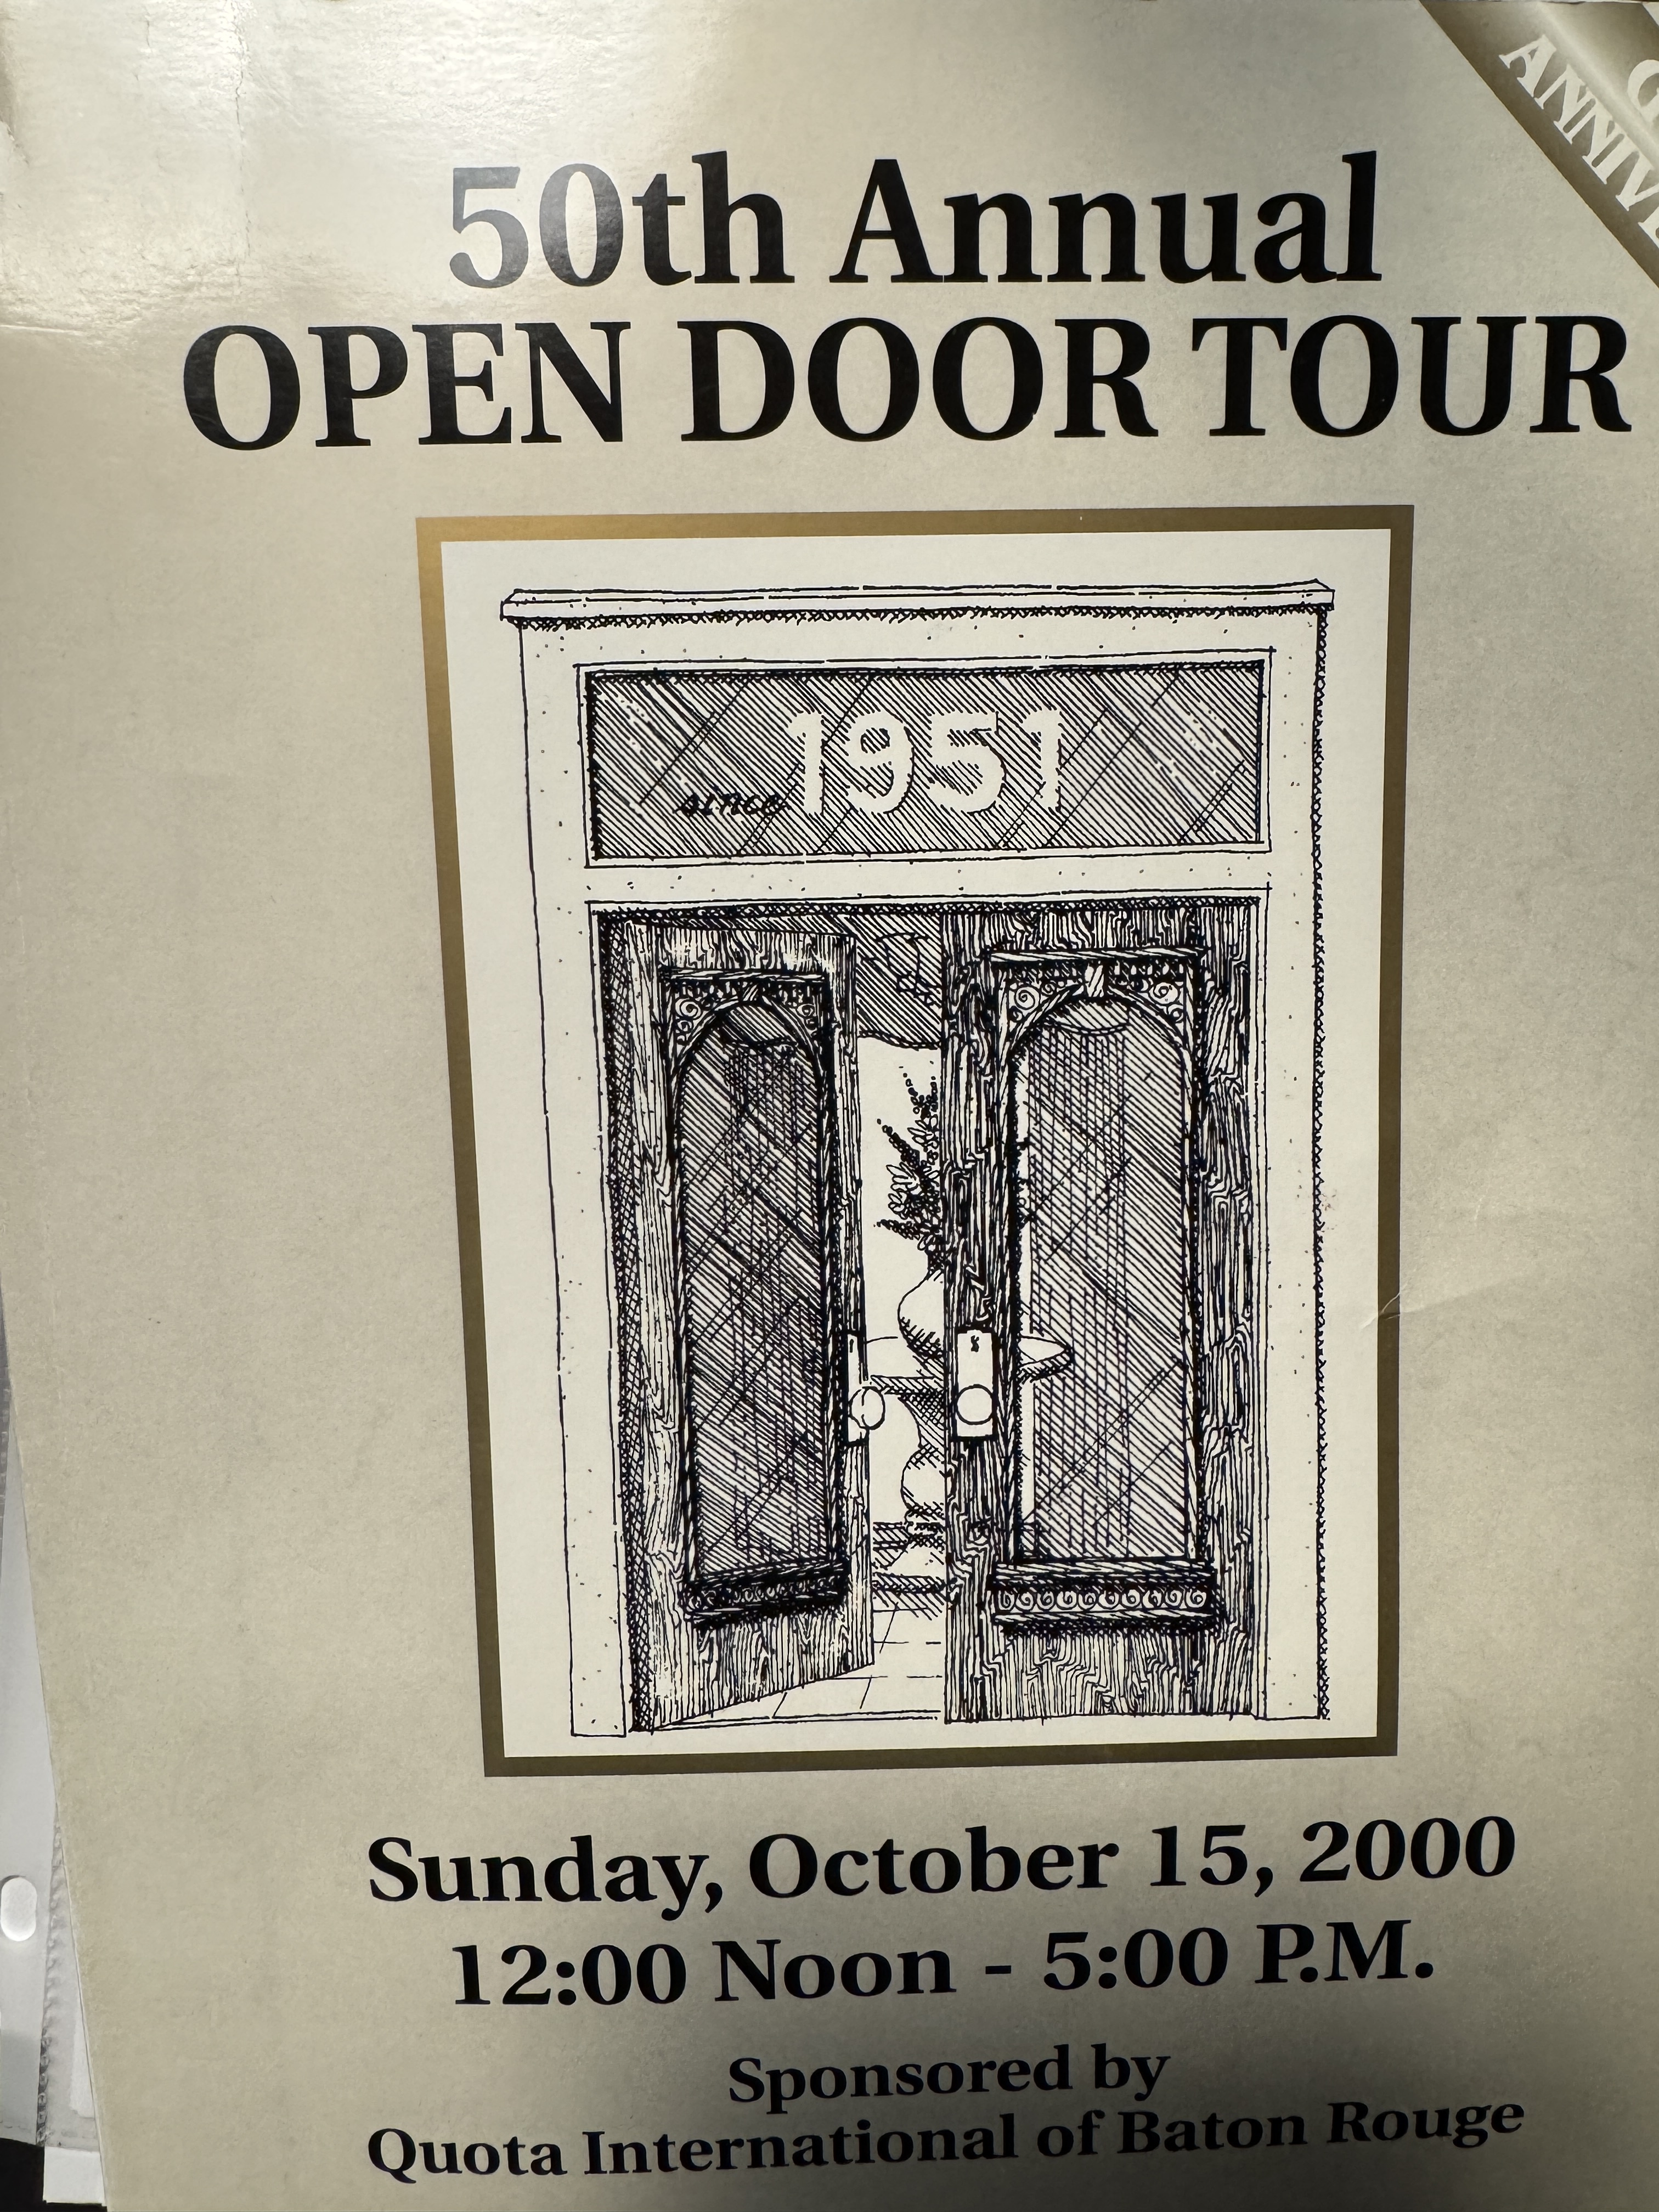 ANNIV
50th Annual
OPEN DOOR TOUR
since 1951
Sunday, October 15, 2000
12:00 Noon - 5:00 P.M.
Sponsored by
Quota International of Baton Rouge